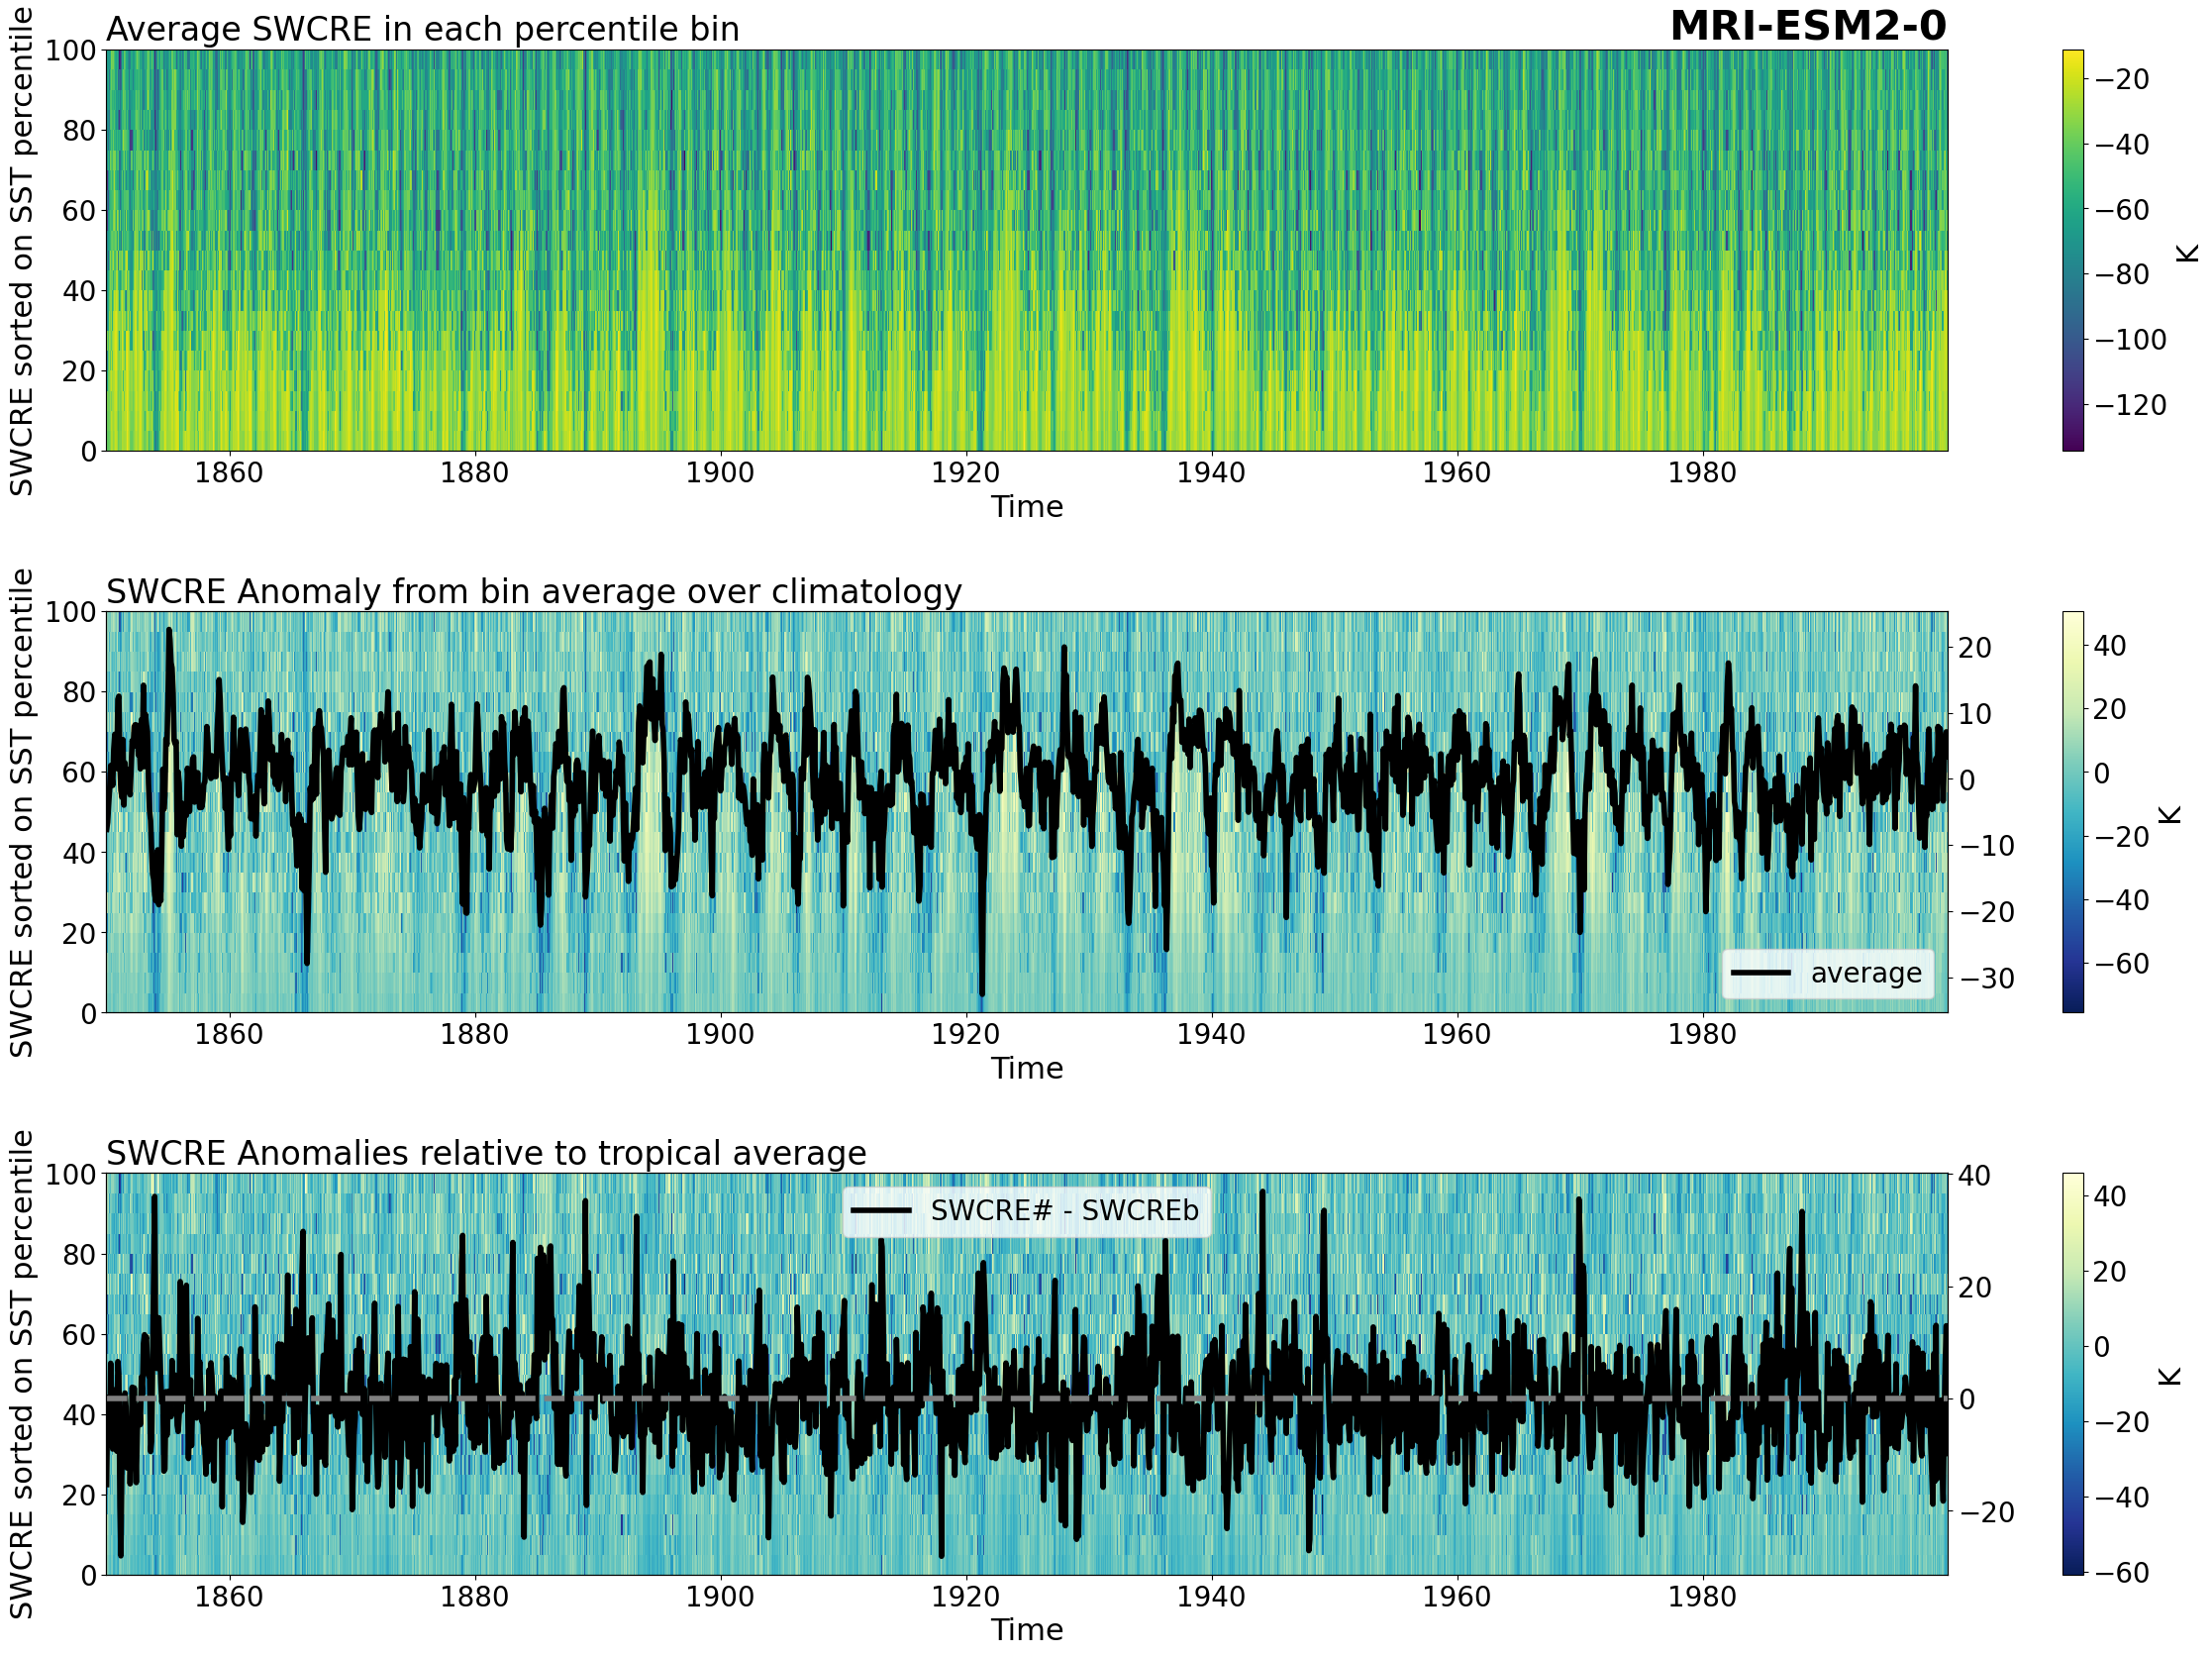 Average SWCRE in each percentile bin
MRI-ESM2-0
SWCRE sorted on SST percentile
100
80
60
40
20
0
1860 1880 1900 1920 1940 1960 1980
Time
−20
−40
−60
−80
−100
−120
K
SWCRE Anomaly from bin average over climatology
SWCRE sorted on SST percentile
100
80
60
40
20
0
1860 1880 1900 1920 1940 1960 1980
Time
20
10
0
−10
−20
−30
average
40
20
0
−20
−40
−60
K
SWCRE Anomalies relative to tropical average
SWCRE sorted on SST percentile
100
80
60
40
20
0
1860 1880 1900 1920 1940 1960 1980
Time
SWCRE# - SWCREb
40
20
0
−20
40
20
0
−20
−40
−60
K